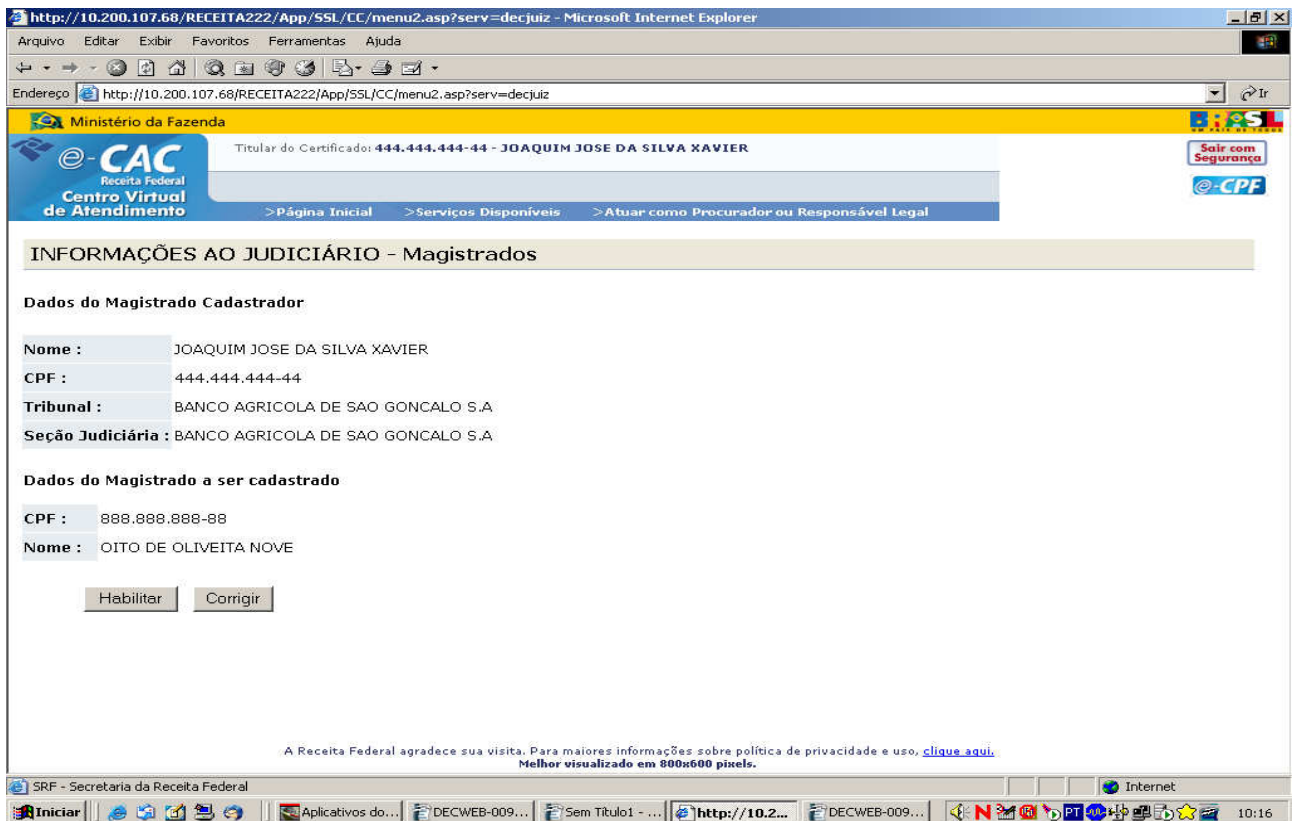 http://10.200.107.68/RECEITA222/App/SSL/CC/menu2.asp?serv=decjuiz - Microsoft Internet Explorer
Arquivo Editar Exibir Favoritos Ferramentas Ajuda
Endereço http://10.200.107.68/RECEITA222/App/SSL/CC/menu2.asp?serv=decjuiz Ir
Ministério da Fazenda
BRASIL
UM PAÍS DE TODOS
e-CAC
Receita Federal
Centro Virtual
de Atendimento
Titular do Certificado: 444.444.444-44 - JOAQUIM JOSE DA SILVA XAVIER
Sair com
Segurança
e-CPF
>Página Inicial >Serviços Disponíveis >Atuar como Procurador ou Responsável Legal
INFORMAÇÕES AO JUDICIÁRIO - Magistrados
Dados do Magistrado Cadastrador
Nome : JOAQUIM JOSE DA SILVA XAVIER
CPF : 444.444.444-44
Tribunal : BANCO AGRICOLA DE SAO GONCALO S.A
Seção Judiciária : BANCO AGRICOLA DE SAO GONCALO S.A
Dados do Magistrado a ser cadastrado
CPF : 888.888.888-88
Nome : OITO DE OLIVEITA NOVE
Habilitar Corrigir
A Receita Federal agradece sua visita. Para maiores informações sobre política de privacidade e uso, clique aqui.
Melhor visualizado em 800x600 pixels.
SRF - Secretaria da Receita Federal Internet
Iniciar Aplicativos do... DECWEB-009... Sem Título1 - ... http://10.2... DECWEB-009... PT 10:16